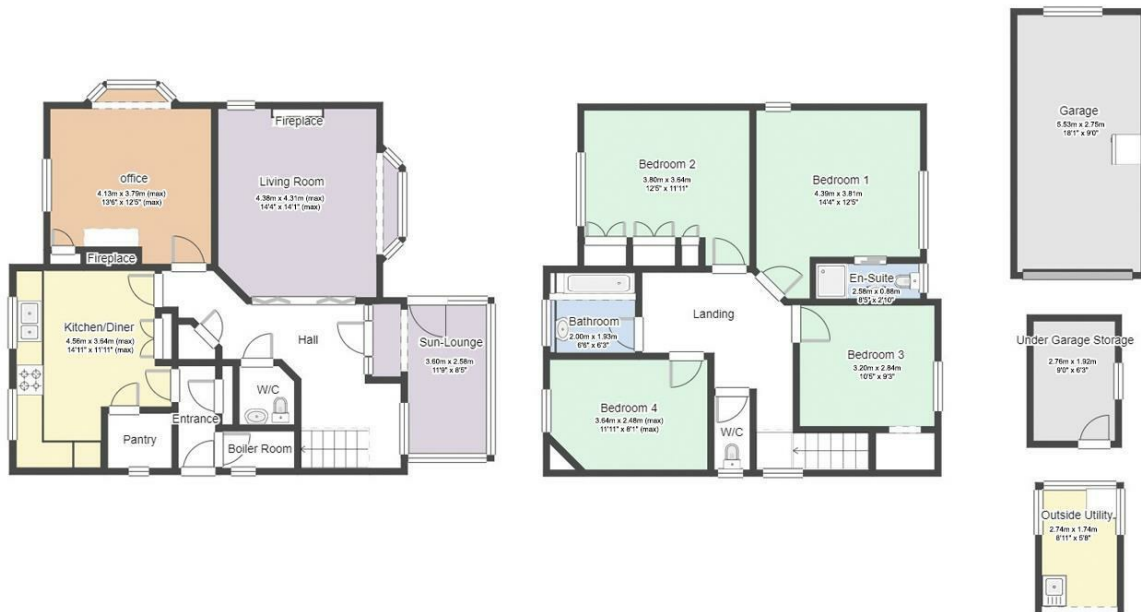 office
4.13m x 3.79m (max)
13'6" x 12'5" (max)
Fireplace
Fireplace
Living Room
4.38m x 4.31m (max)
14'4" x 14'1" (max)
Kitchen/Diner
4.56m x 3.64m (max)
14'11" x 11'11" (max)
Pantry
Entrance
W/C
Boiler Room
Hall
Sun-Lounge
3.60m x 2.58m
11'9" x 8'5"
Bedroom 2
3.80m x 3.64m
12'5" x 11'11"
Bedroom 1
4.39m x 3.81m
14'4" x 12'5"
En-Suite
2.58m x 0.88m
8'5" x 2'10"
Bathroom
2.00m x 1.93m
6'6" x 6'3"
Landing
Bedroom 3
3.20m x 2.84m
10'5" x 9'3"
Bedroom 4
3.64m x 2.48m (max)
11'11" x 8'1" (max)
W/C
Garage
5.53m x 2.75m
18'1" x 9'0"
Under Garage Storage
2.76m x 1.92m
9'0" x 6'3"
Outside Utility
2.74m x 1.74m
8'11" x 5'8"